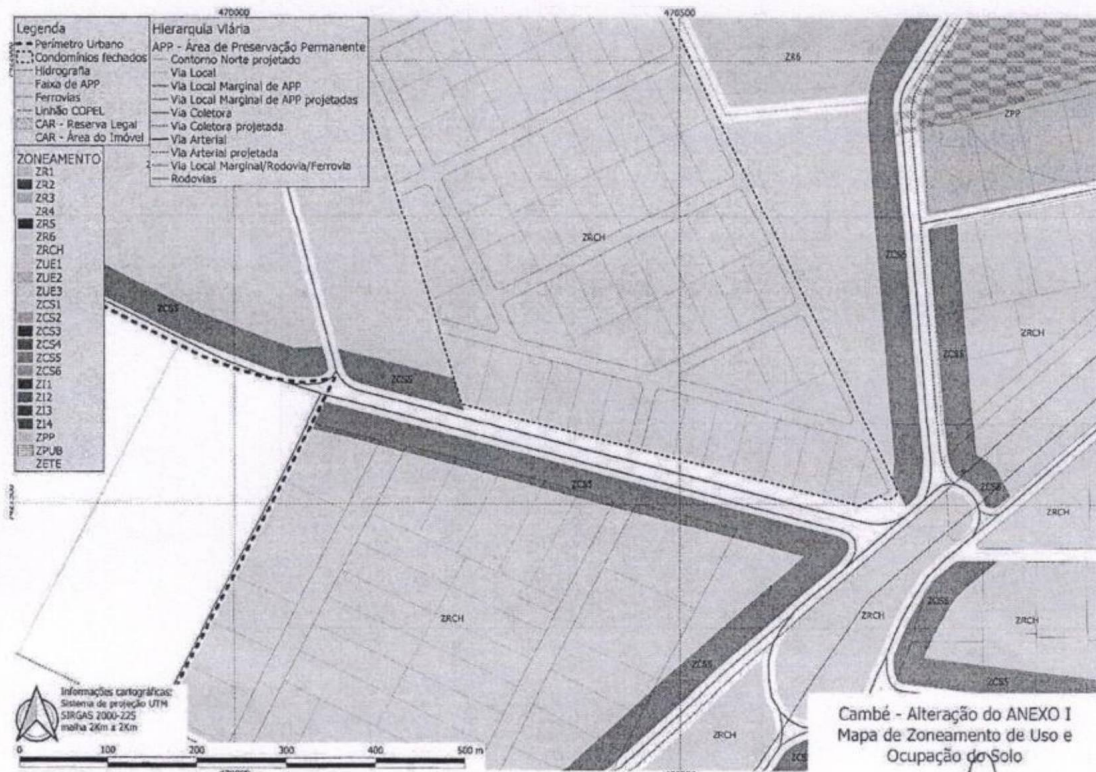 470000
470500
Legenda
Perímetro Urbano
Condomínios fechados
Hidrografia
Faixa de APP
Ferrovias
Linhão COPEL
CAR - Reserva Legal
CAR - Área do Imóvel
Hierarquia Viária
APP - Área de Preservação Permanente
Contorno Norte projetado
Via Local
Via Local Marginal de APP
Via Local Marginal de APP projetadas
Via Coletora
Via Coletora projetada
Via Arterial
Via Arterial projetada
Via Local Marginal/Rodovia/Ferrovia
Rodovias
ZONEAMENTO
ZR1
ZR2
ZR3
ZR4
ZR5
ZR6
ZRCH
ZUE1
ZUE2
ZUE3
ZCS1
ZCS2
ZCS3
ZCS4
ZCS5
ZCS6
ZI1
ZI2
ZI3
ZI4
ZPP
ZPUB
ZETE
ZR6
ZPP
ZRCH
ZCS6
ZCS5
ZCS5
ZRCH
ZCS5
ZCS5
ZCS6
ZRCH
ZRCH
ZRCH
ZCS5
ZRCH
ZCS5
ZCS5
ZRCH
Informações cartográficas:
Sistema de projeção UTM
SIRGAS 2000-22S
malha 2Km x 2Km
0 100 200 300 400 500 m
Cambé - Alteração do ANEXO I
Mapa de Zoneamento de Uso e
Ocupação do Solo